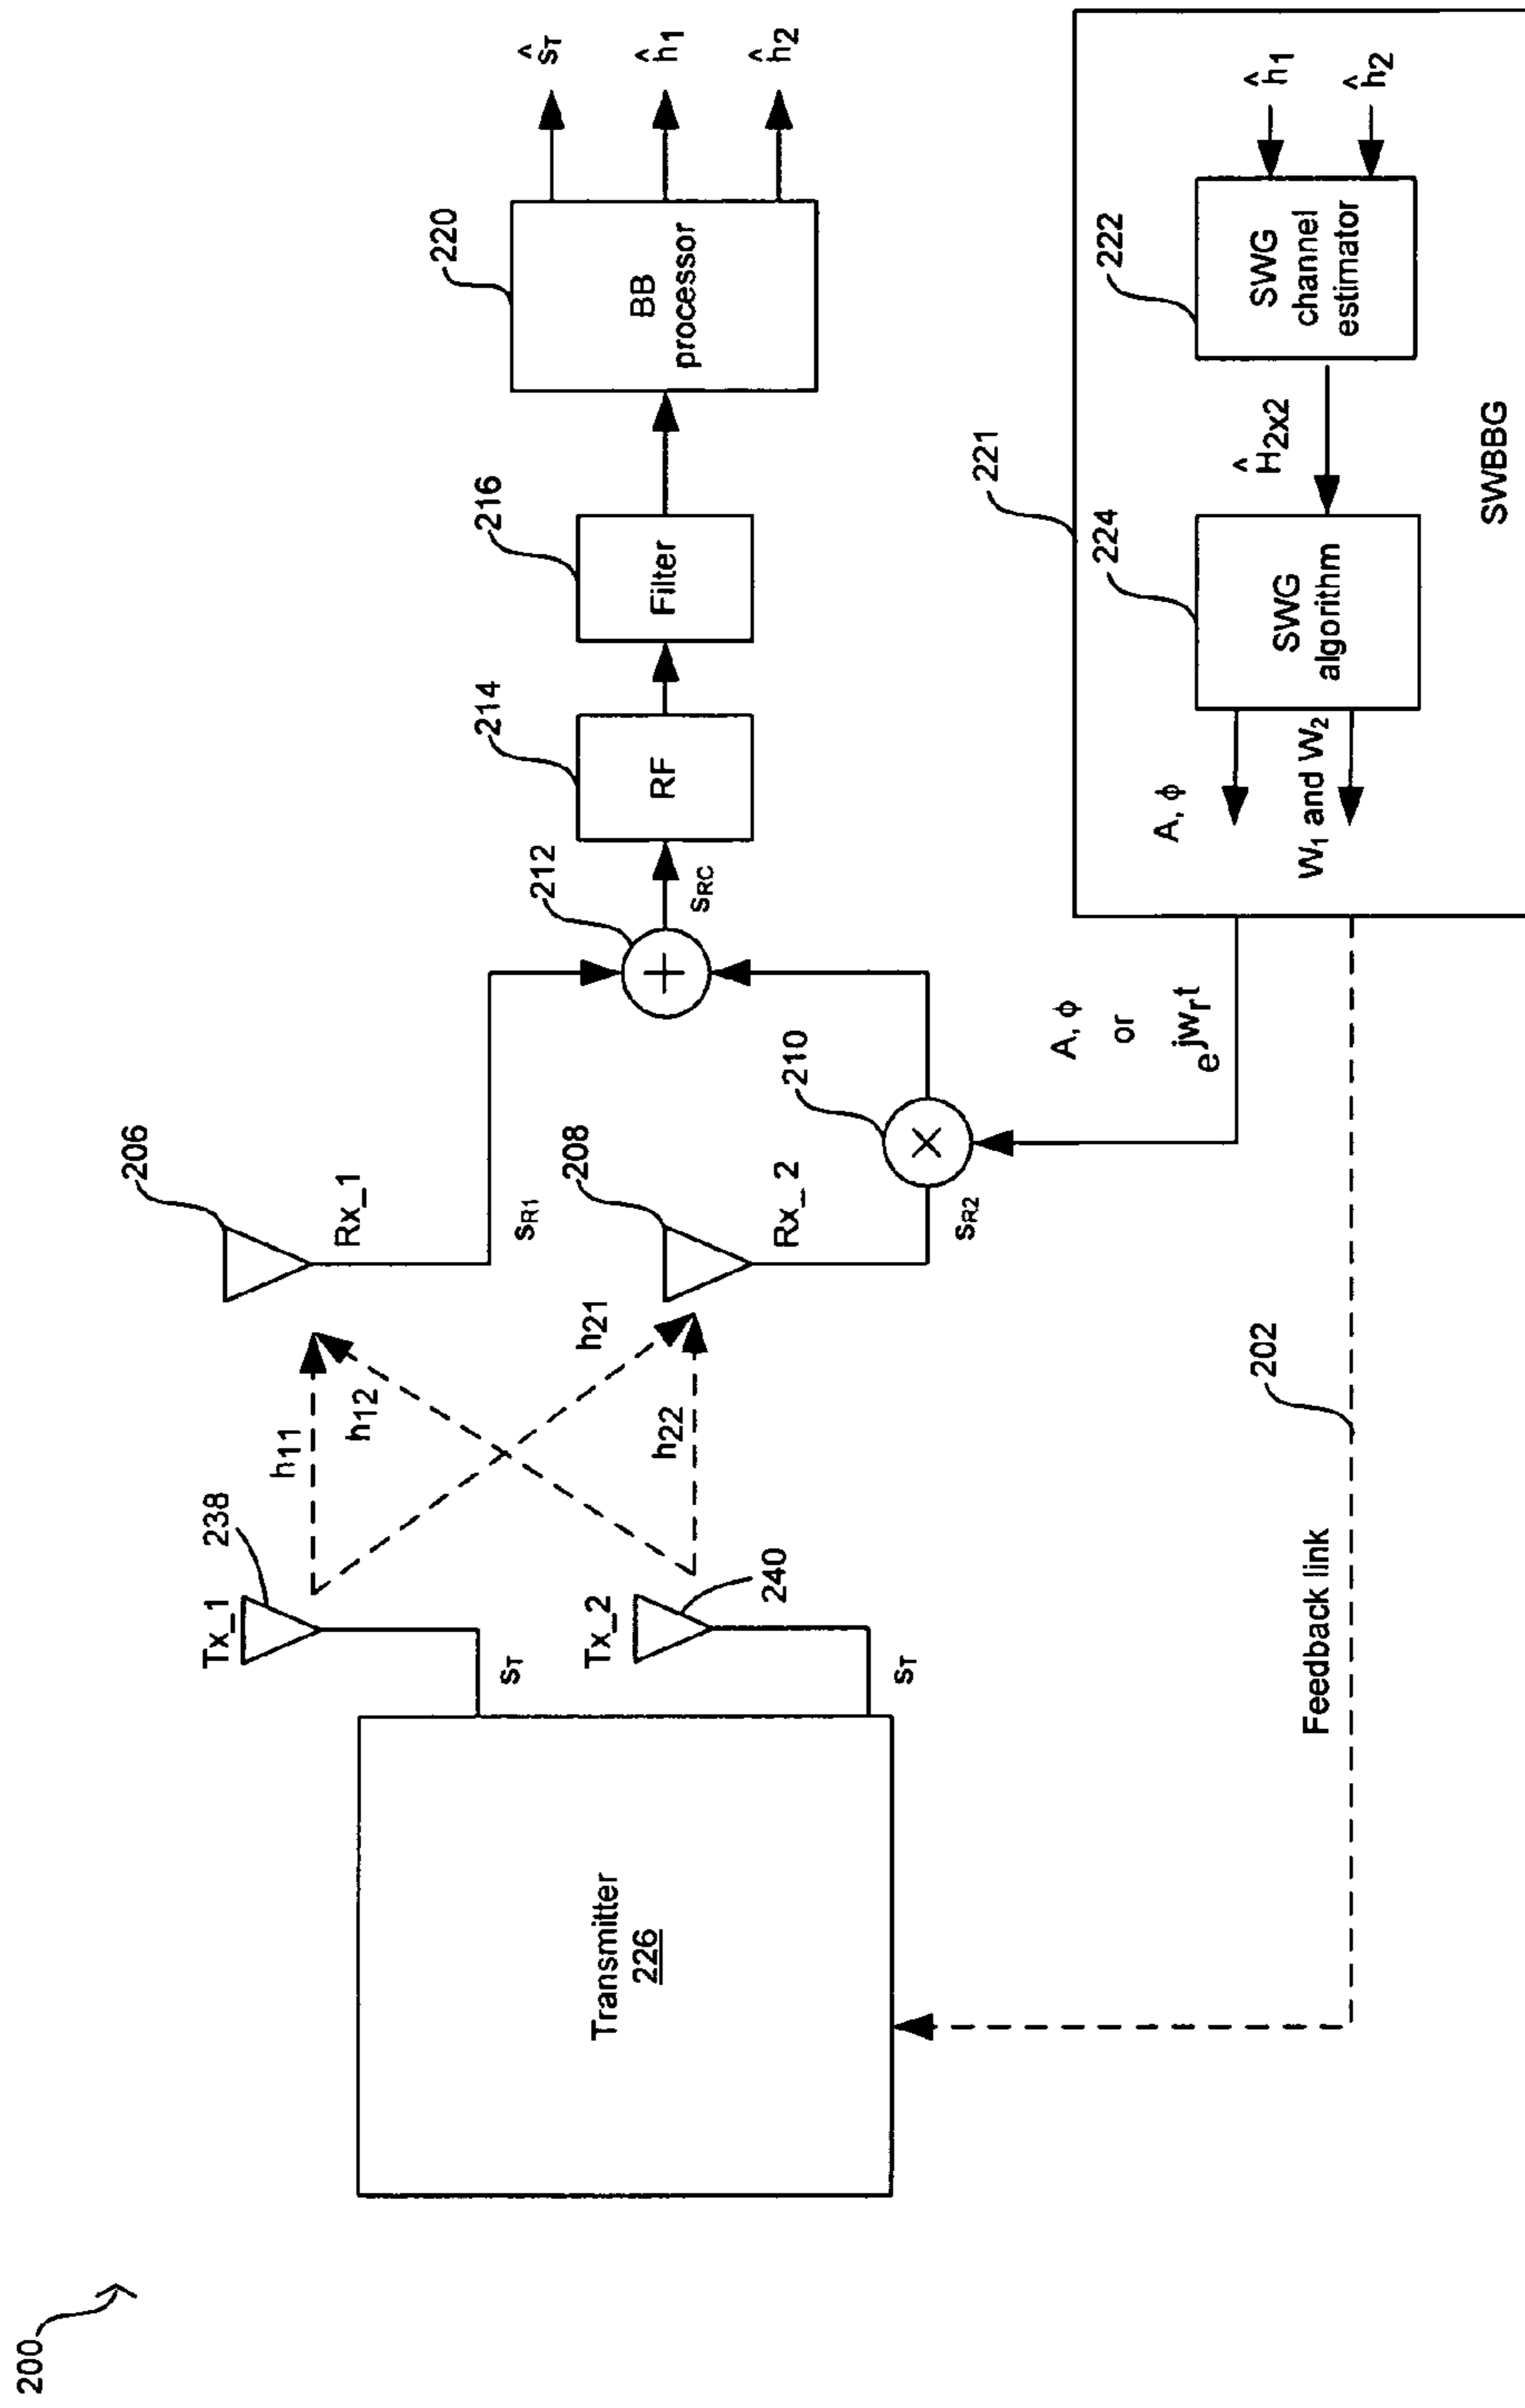 200
Transmitter
226
Tx_1
238
sT
Tx_2
240
sT
h11
h12
h21
h22
206
Rx_1
sR1
208
Rx_2
sR2
210
×
212
+
sRC
214
RF
216
Filter
220
BB
processor
ŝT
ĥ1
ĥ2
Feedback link
202
A, ϕ
or
e^jwrt
221
A, ϕ
W1 and W2
224
SWG
algorithm
Ĥ2x2
222
SWG
channel
estimator
ĥ1
ĥ2
SWBBG